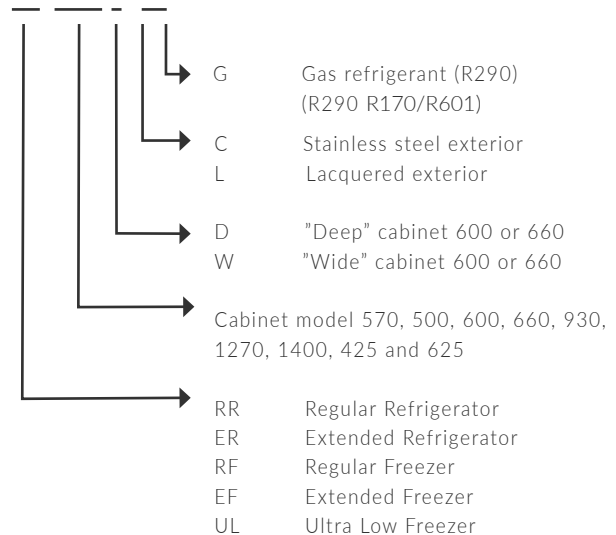 G Gas refrigerant (R290)
(R290 R170/R601)
C Stainless steel exterior
L Lacquered exterior
D ”Deep” cabinet 600 or 660
W ”Wide” cabinet 600 or 660
Cabinet model 570, 500, 600, 660, 930,
1270, 1400, 425 and 625
RR Regular Refrigerator
ER Extended Refrigerator
RF Regular Freezer
EF Extended Freezer
UL Ultra Low Freezer